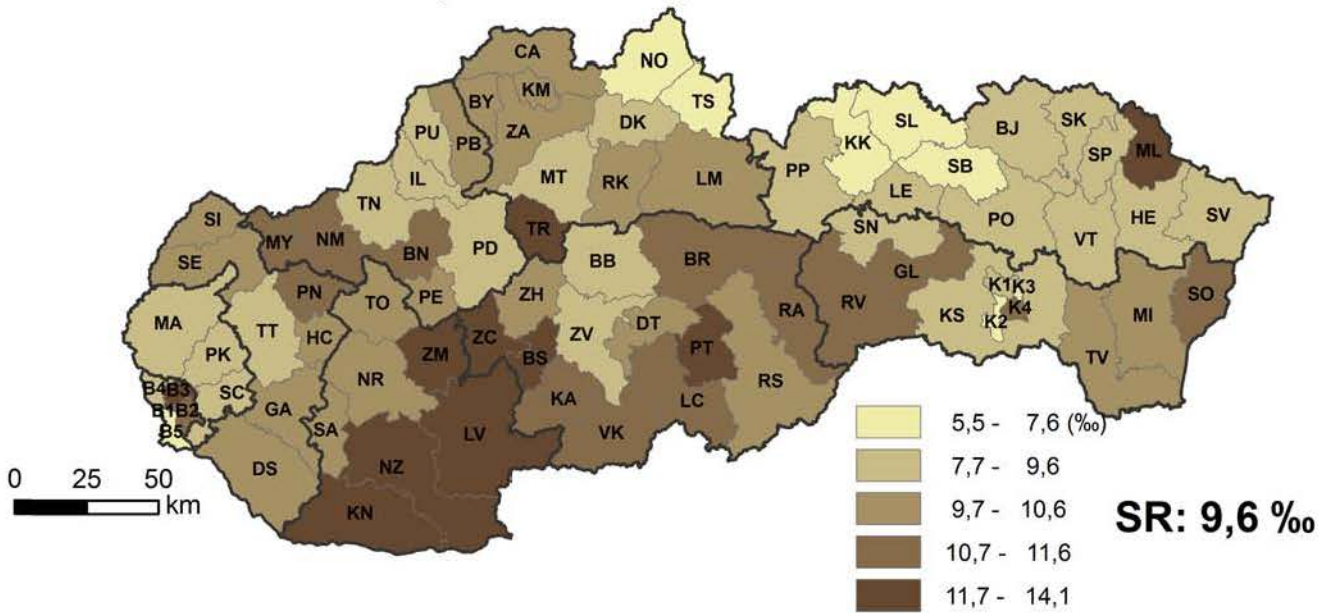 CA
NO
BY
KM
TS
PU
PB
ZA
DK
KK
SL
BJ
SK
SP
ML
IL
MT
RK
LM
PP
SB
LE
SI
TN
PO
HE
SV
MY
NM
BN
PD
TR
SN
VT
SE
BB
BR
GL
PN
TO
PE
ZH
RV
K1
K3
SO
MA
TT
HC
DT
RA
KS
K2
K4
MI
PK
ZM
ZC
BS
ZV
PT
TV
B4
B3
SC
NR
RS
B1
B2
GA
KA
LC
B5
SA
LV
VK
DS
NZ
KN
0 25 50
km
5,5 - 7,6 (‰)
7,7 - 9,6
9,7 - 10,6
10,7 - 11,6
11,7 - 14,1
SR: 9,6 ‰